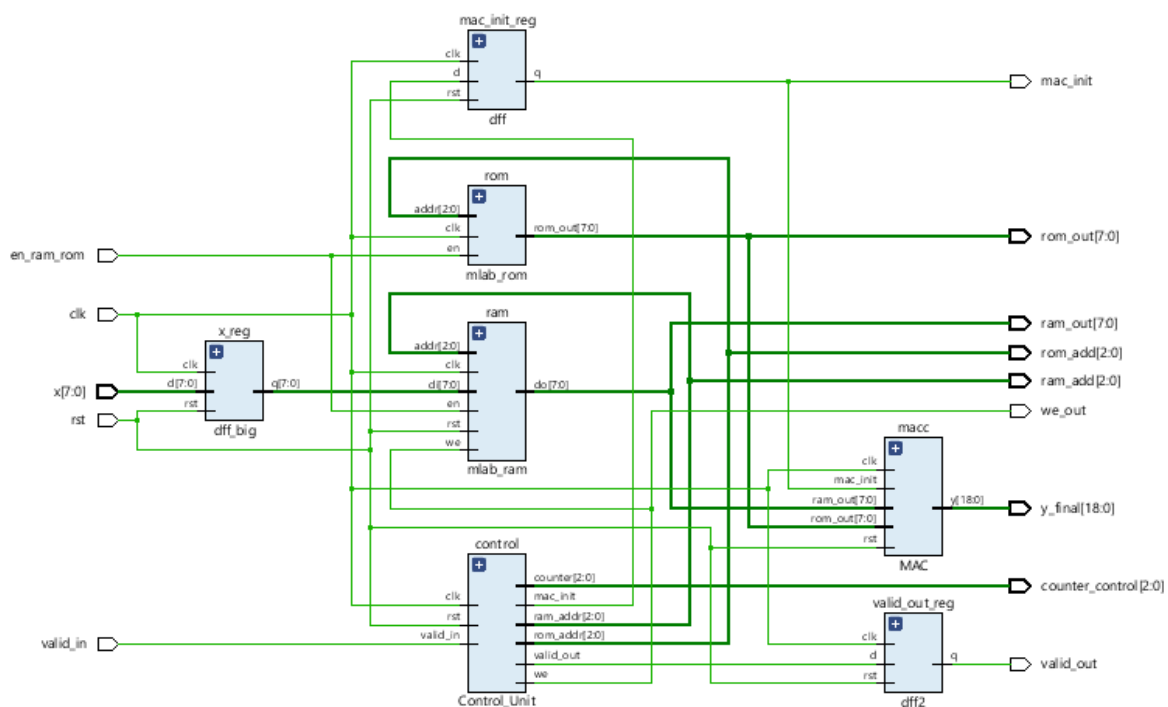 mac_init_reg
clk
d
rst
q
dff
mac_init
rom
addr[2:0]
clk
en
rom_out[7:0]
mlab_rom
rom_out[7:0]
en_ram_rom
clk
x[7:0]
rst
x_reg
clk
d[7:0]
rst
q[7:0]
dff_big
ram
addr[2:0]
clk
di[7:0]
en
rst
we
do[7:0]
mlab_ram
ram_out[7:0]
rom_add[2:0]
ram_add[2:0]
we_out
macc
clk
mac_init
ram_out[7:0]
rom_out[7:0]
rst
y[18:0]
MAC
y_final[18:0]
control
clk
rst
valid_in
counter[2:0]
mac_init
ram_addr[2:0]
rom_addr[2:0]
valid_out
we
Control_Unit
valid_in
counter_control[2:0]
valid_out_reg
clk
d
rst
q
dff2
valid_out